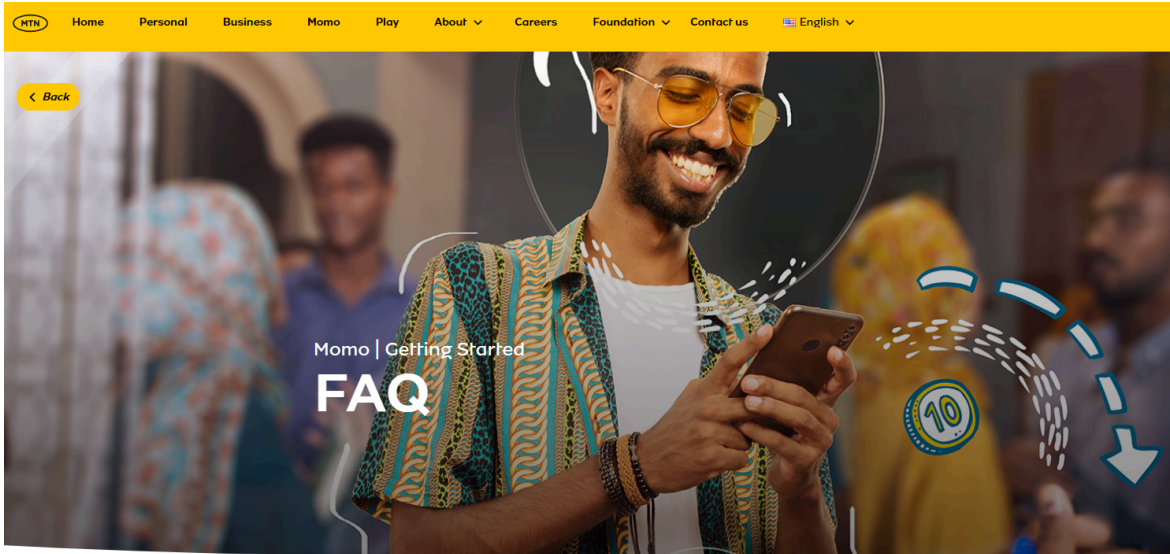 MTN Home Personal Business Momo Play About Careers Foundation Contact us English
Back
Momo | Getting Started
FAQ
10